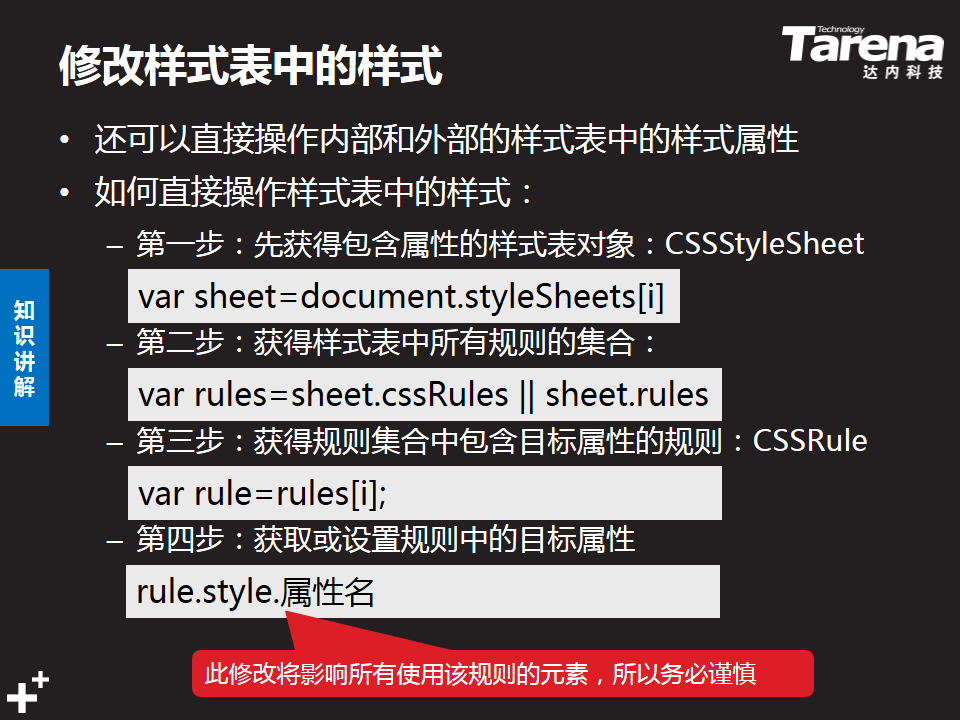 修改样式表中的样式
Technology
Tarena
达内科技
• 还可以直接操作内部和外部的样式表中的样式属性
• 如何直接操作样式表中的样式：
– 第一步：先获得包含属性的样式表对象：CSSStyleSheet
var sheet=document.styleSheets[i]
– 第二步：获得样式表中所有规则的集合：
var rules=sheet.cssRules || sheet.rules
– 第三步：获得规则集合中包含目标属性的规则：CSSRule
var rule=rules[i];
– 第四步：获取或设置规则中的目标属性
rule.style.属性名
此修改将影响所有使用该规则的元素，所以务必谨慎
知识讲解